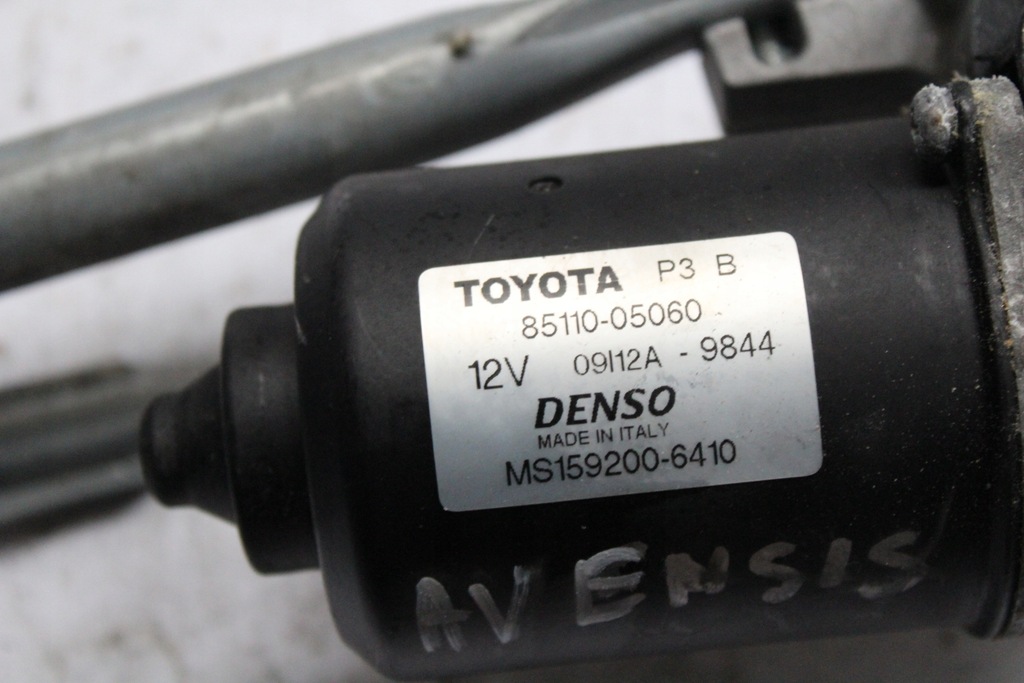 TOYOTA P3 B
85110-05060
12V 09I12A - 9844
DENSO
MADE IN ITALY
MS159200-6410
AVENSIS